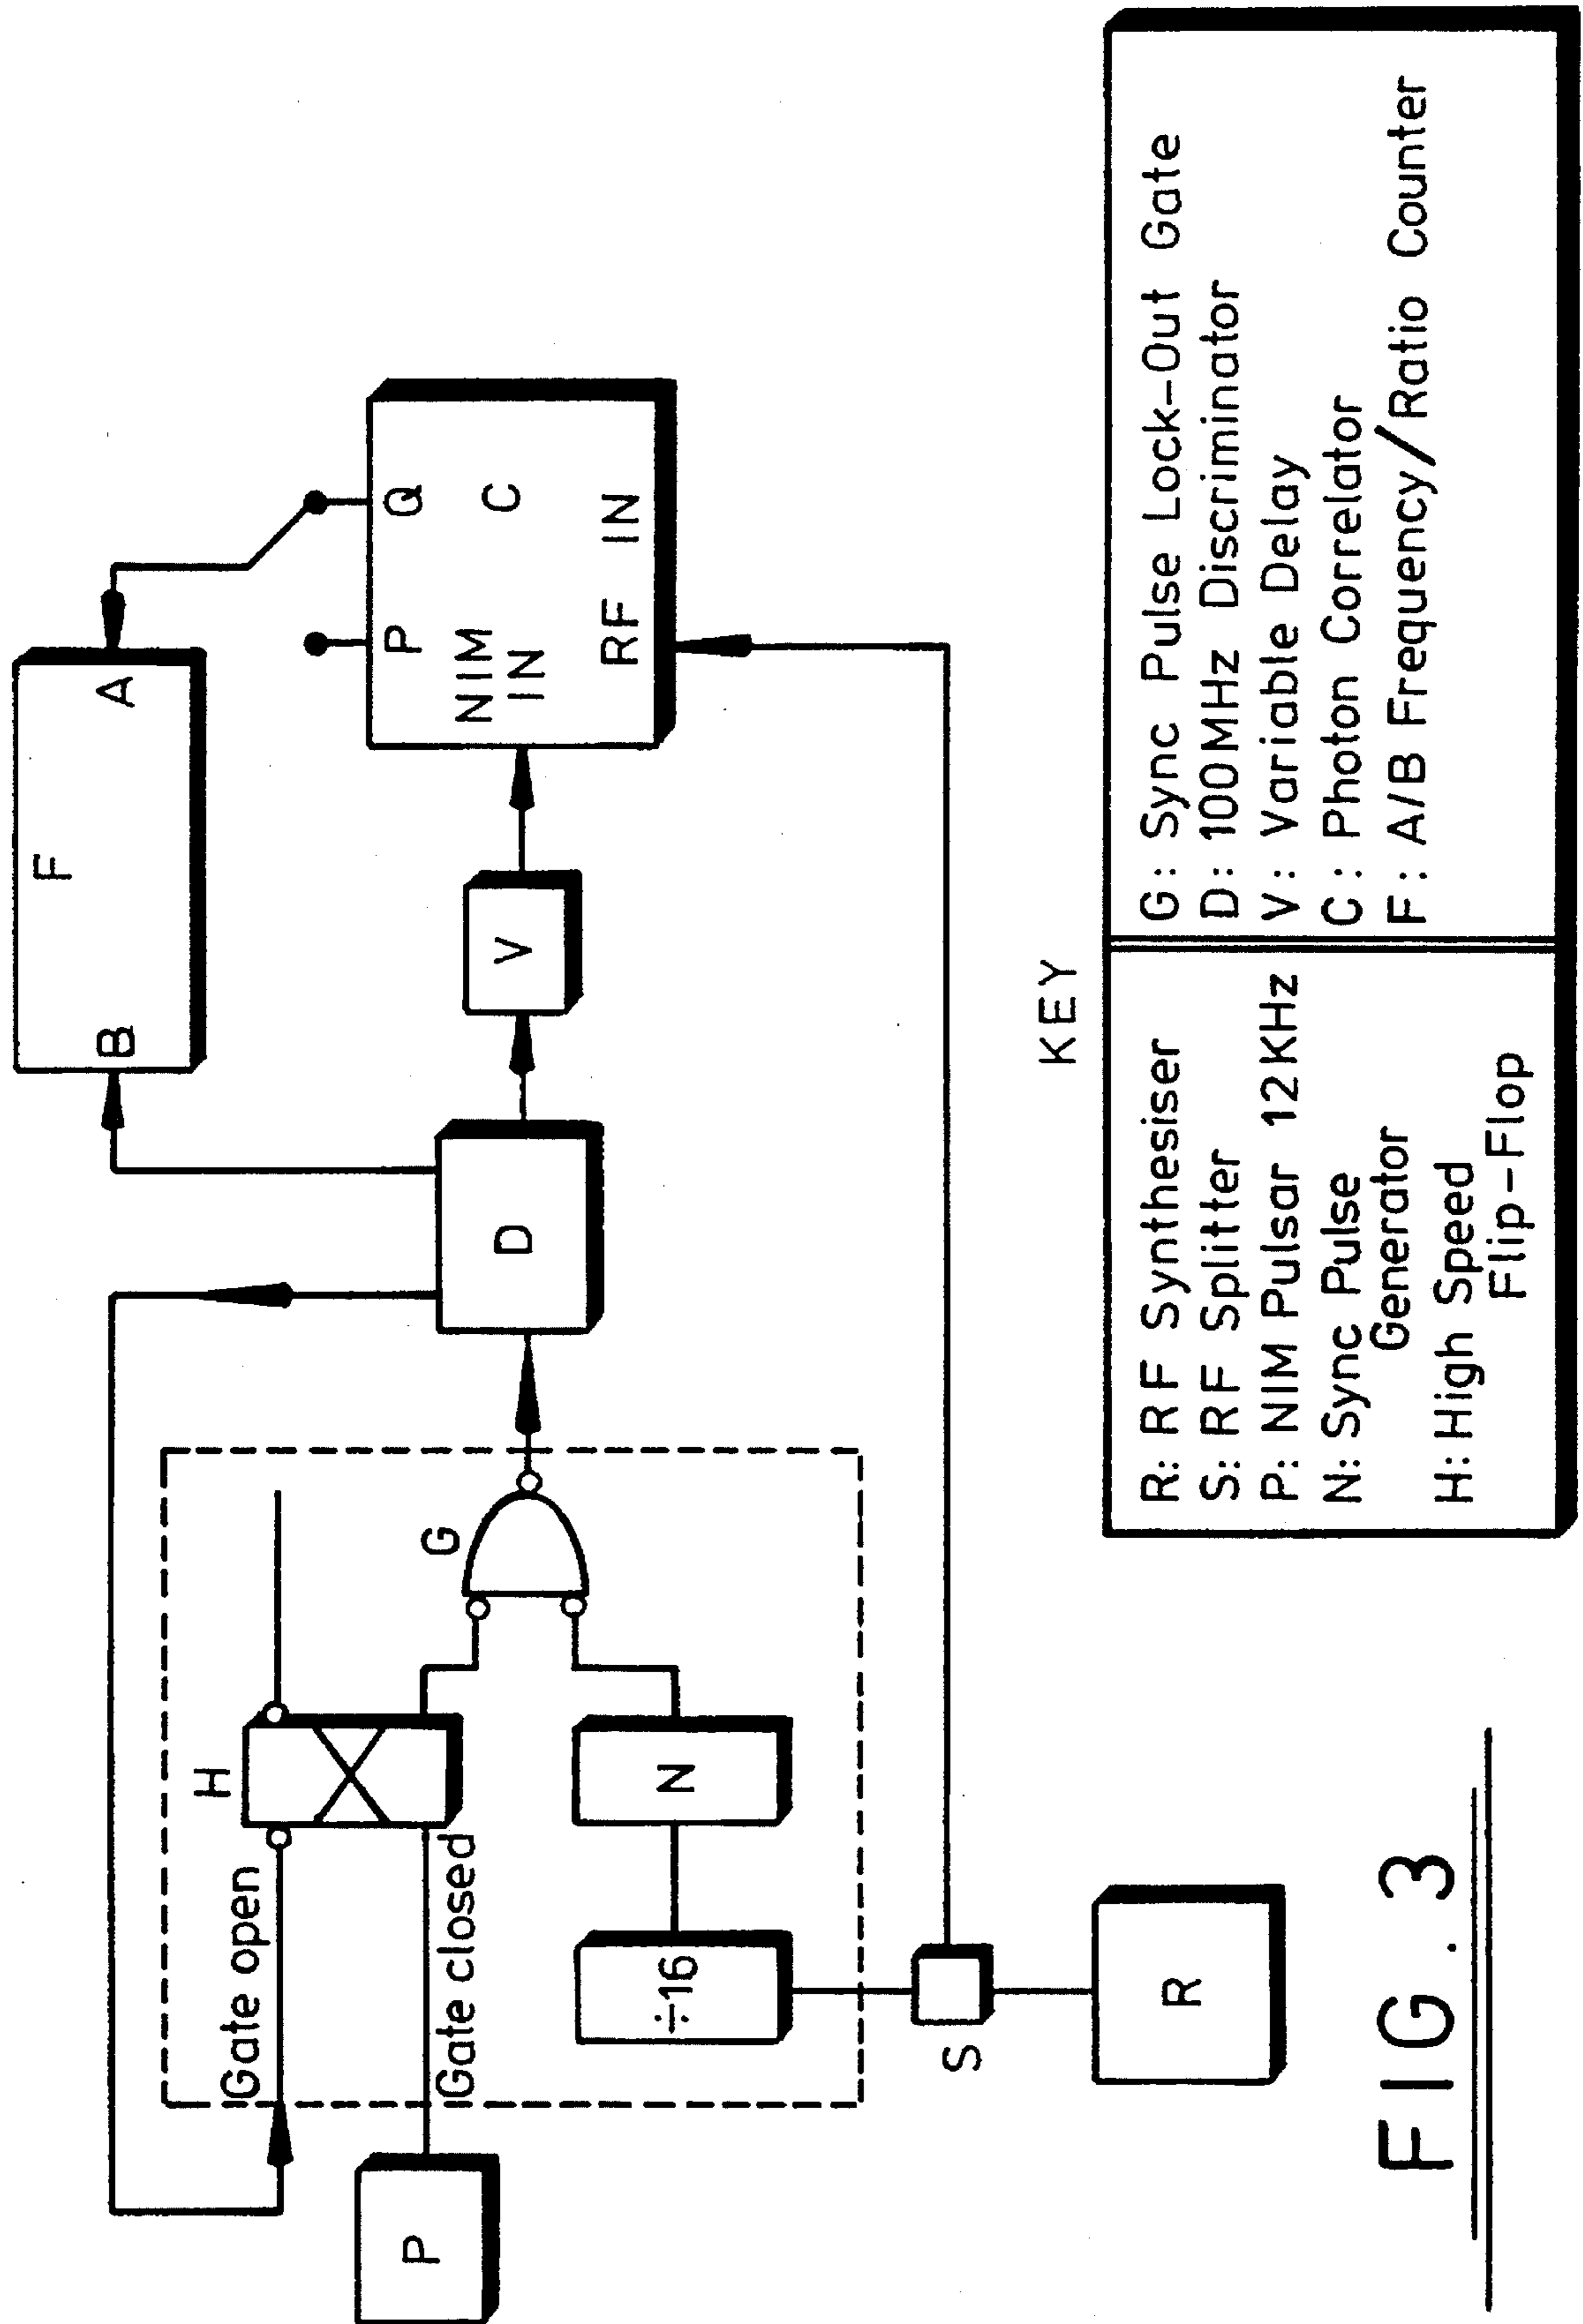 F
B
A
P
Q
NIM
IN
C
RF IN
V
D
G
H
Gate open
Gate closed
N
÷16
P
S
R
KEY
R: RF Synthesiser
S: RF Splitter
P: NIM Pulsar 12KHz
N: Sync Pulse
Generator
H: High Speed
Flip-Flop
G: Sync Pulse Lock-Out Gate
D: 100MHz Discriminator
V: Variable Delay
C: Photon Correlator
F: A/B Frequency/Ratio Counter
FIG. 3